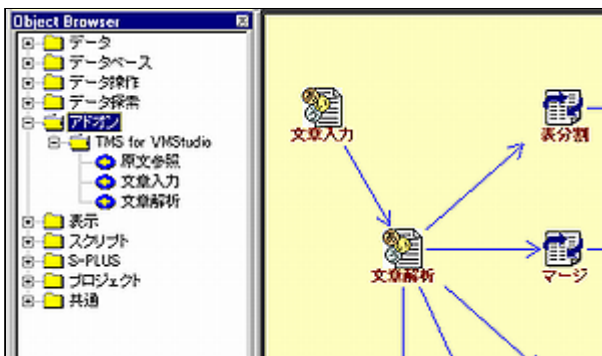 Object Browser
データ
データベース
データ操作
データ探索
アドオン
TMS for VMStudio
原文参照
文章入力
文章解析
表示
スクリプト
S-PLUS
プロジェクト
共通
文章入力
表分割
文章解析
マージ